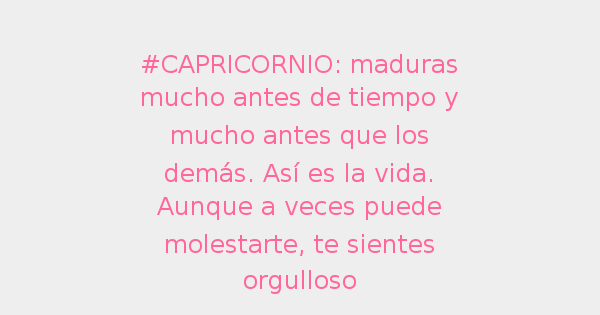 #CAPRICORNIO: maduras
mucho antes de tiempo y
mucho antes que los
demás. Así es la vida.
Aunque a veces puede
molestarte, te sientes
orgulloso